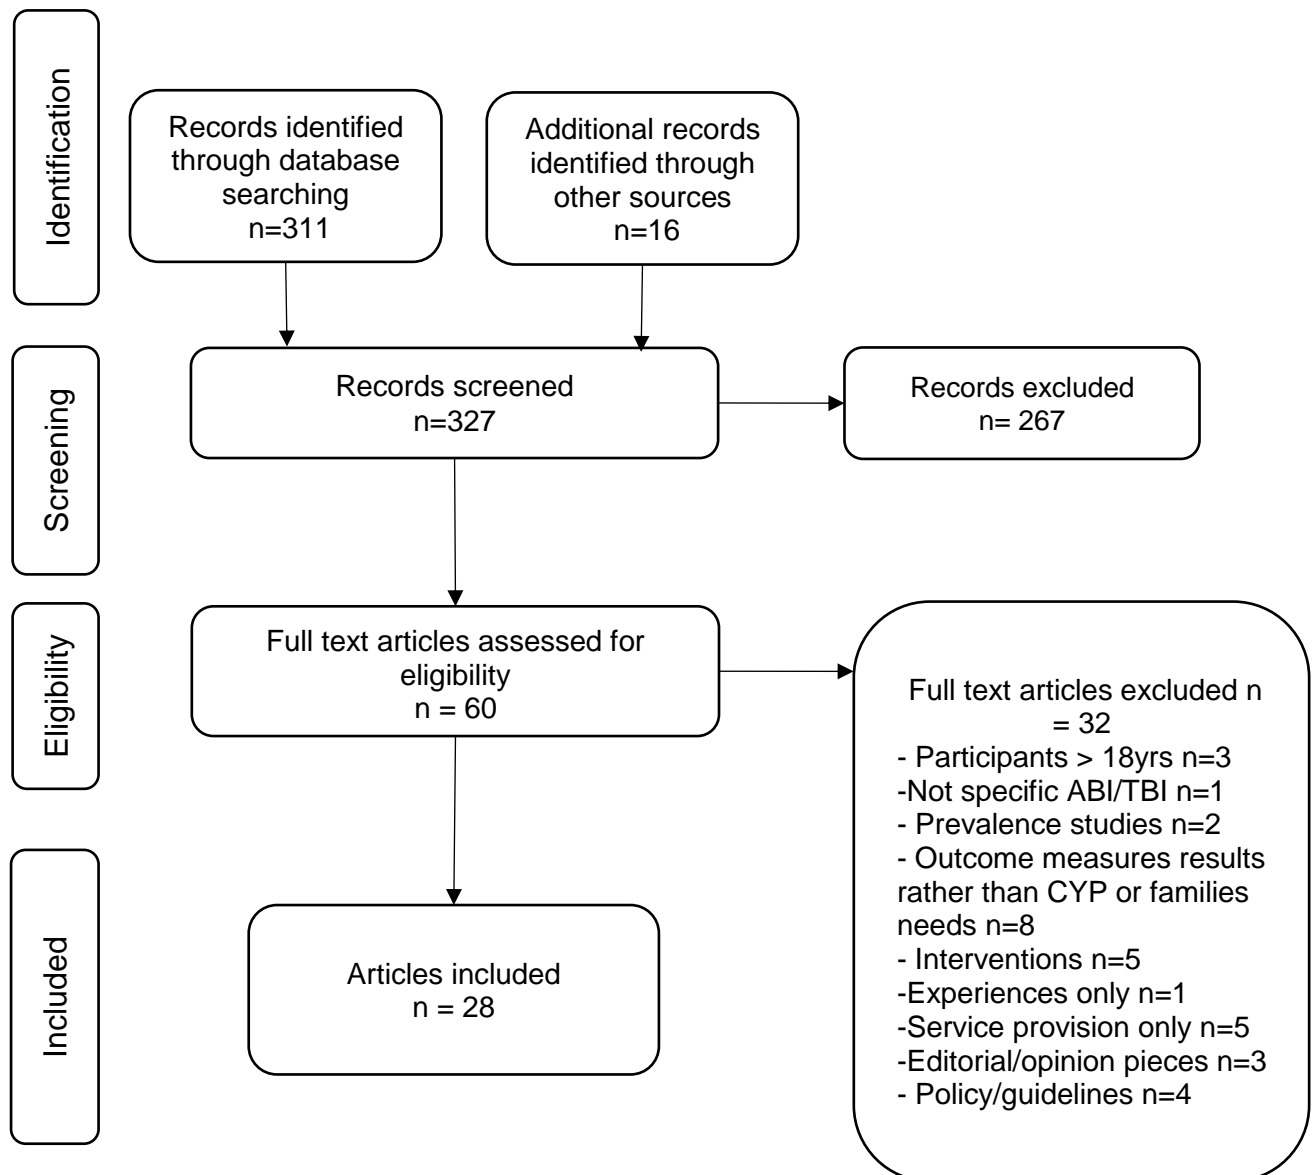 Identification
Records identified
through database
searching
n=311
Additional records
identified through
other sources
n=16
Screening
Records screened
n=327
Records excluded
n= 267
Eligibility
Full text articles assessed for
eligibility
n = 60
Full text articles excluded n
= 32
- Participants > 18yrs n=3
-Not specific ABI/TBI n=1
- Prevalence studies n=2
- Outcome measures results
rather than CYP or families
needs n=8
- Interventions n=5
-Experiences only n=1
-Service provision only n=5
-Editorial/opinion pieces n=3
- Policy/guidelines n=4
Included
Articles included
n = 28